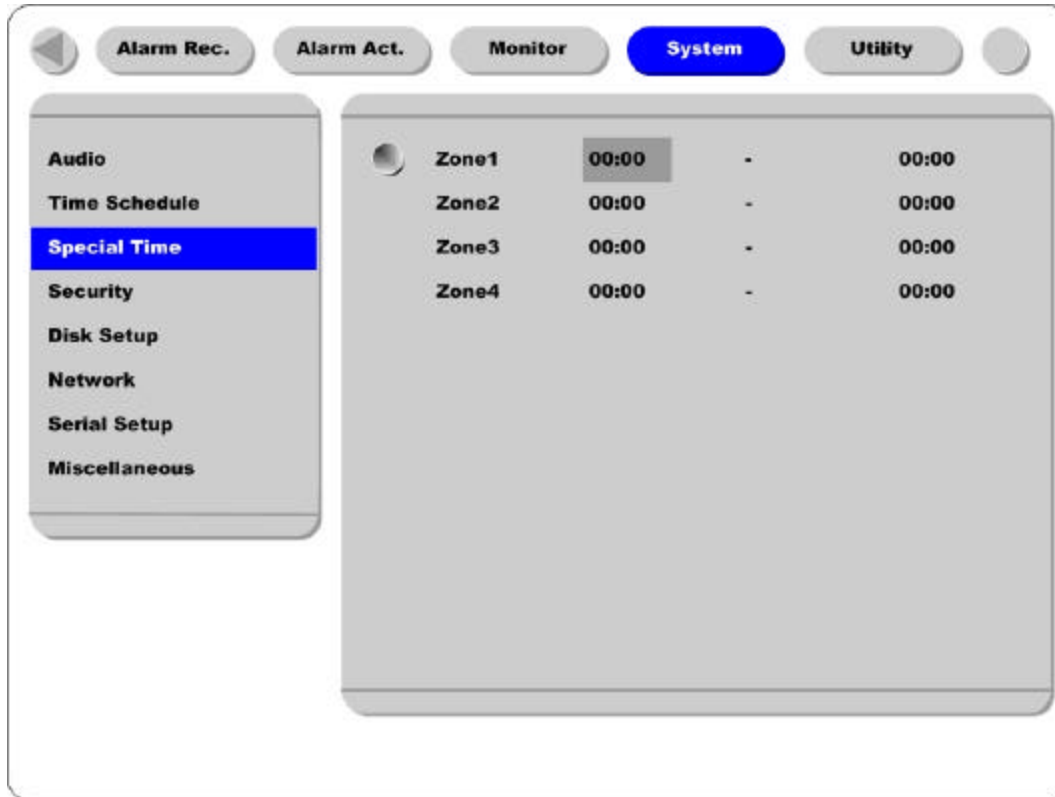 Alarm Rec. Alarm Act. Monitor System Utility
Audio
Time Schedule
Special Time
Security
Disk Setup
Network
Serial Setup
Miscellaneous
Zone1 00:00 - 00:00
Zone2 00:00 - 00:00
Zone3 00:00 - 00:00
Zone4 00:00 - 00:00